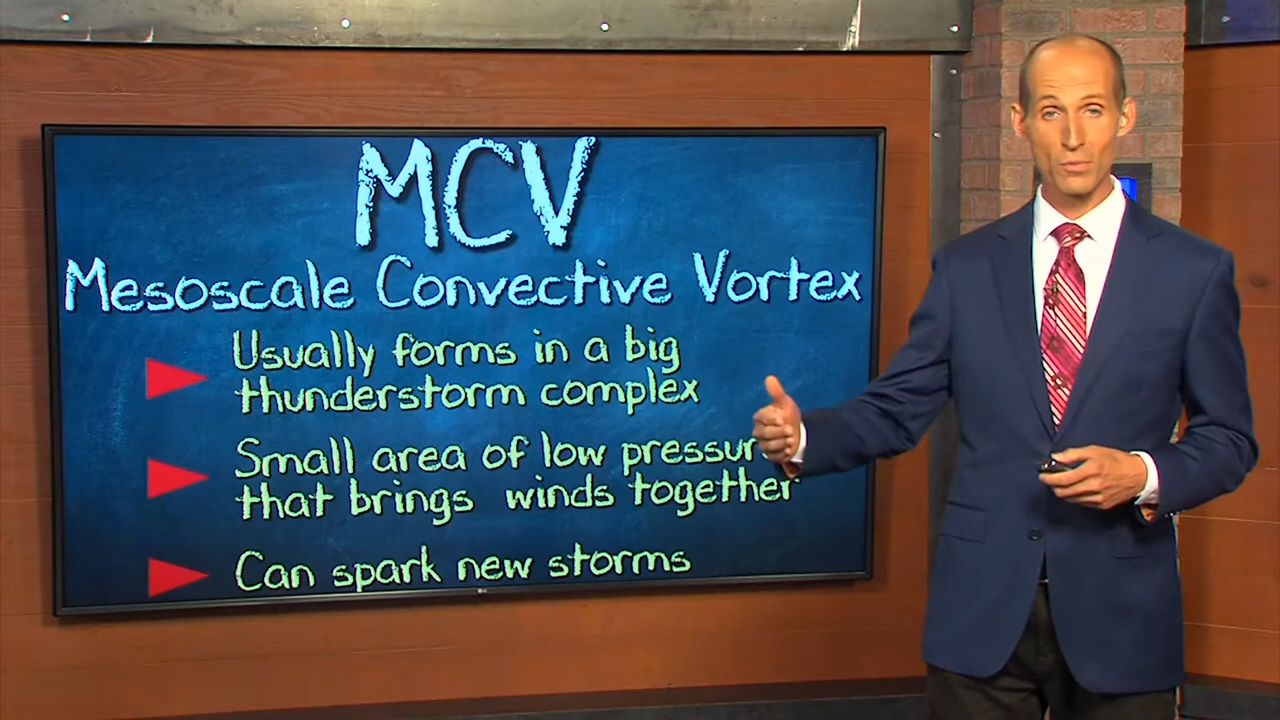 MCV
Mesoscale Convective Vortex
Usually forms in a big
thunderstorm complex
Small area of low pressur
that brings winds together
Can spark new storms
LG